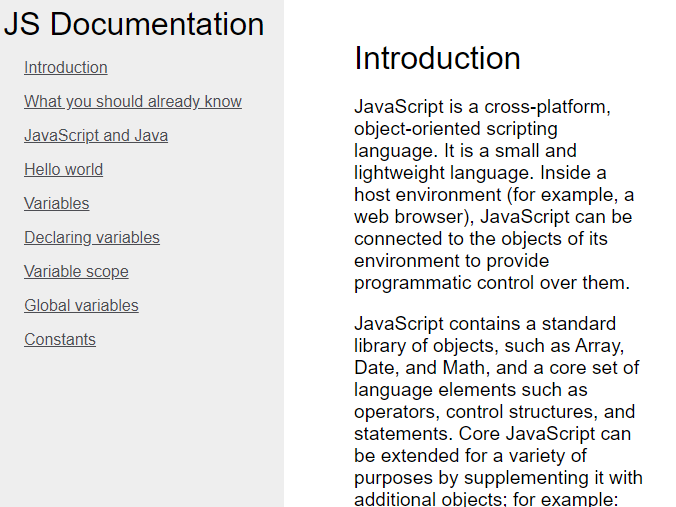 JS Documentation
Introduction
What you should already know
JavaScript and Java
Hello world
Variables
Declaring variables
Variable scope
Global variables
Constants
Introduction
JavaScript is a cross-platform,
object-oriented scripting
language. It is a small and
lightweight language. Inside a
host environment (for example, a
web browser), JavaScript can be
connected to the objects of its
environment to provide
programmatic control over them.
JavaScript contains a standard
library of objects, such as Array,
Date, and Math, and a core set of
language elements such as
operators, control structures, and
statements. Core JavaScript can
be extended for a variety of
purposes by supplementing it with
additional objects; for example: